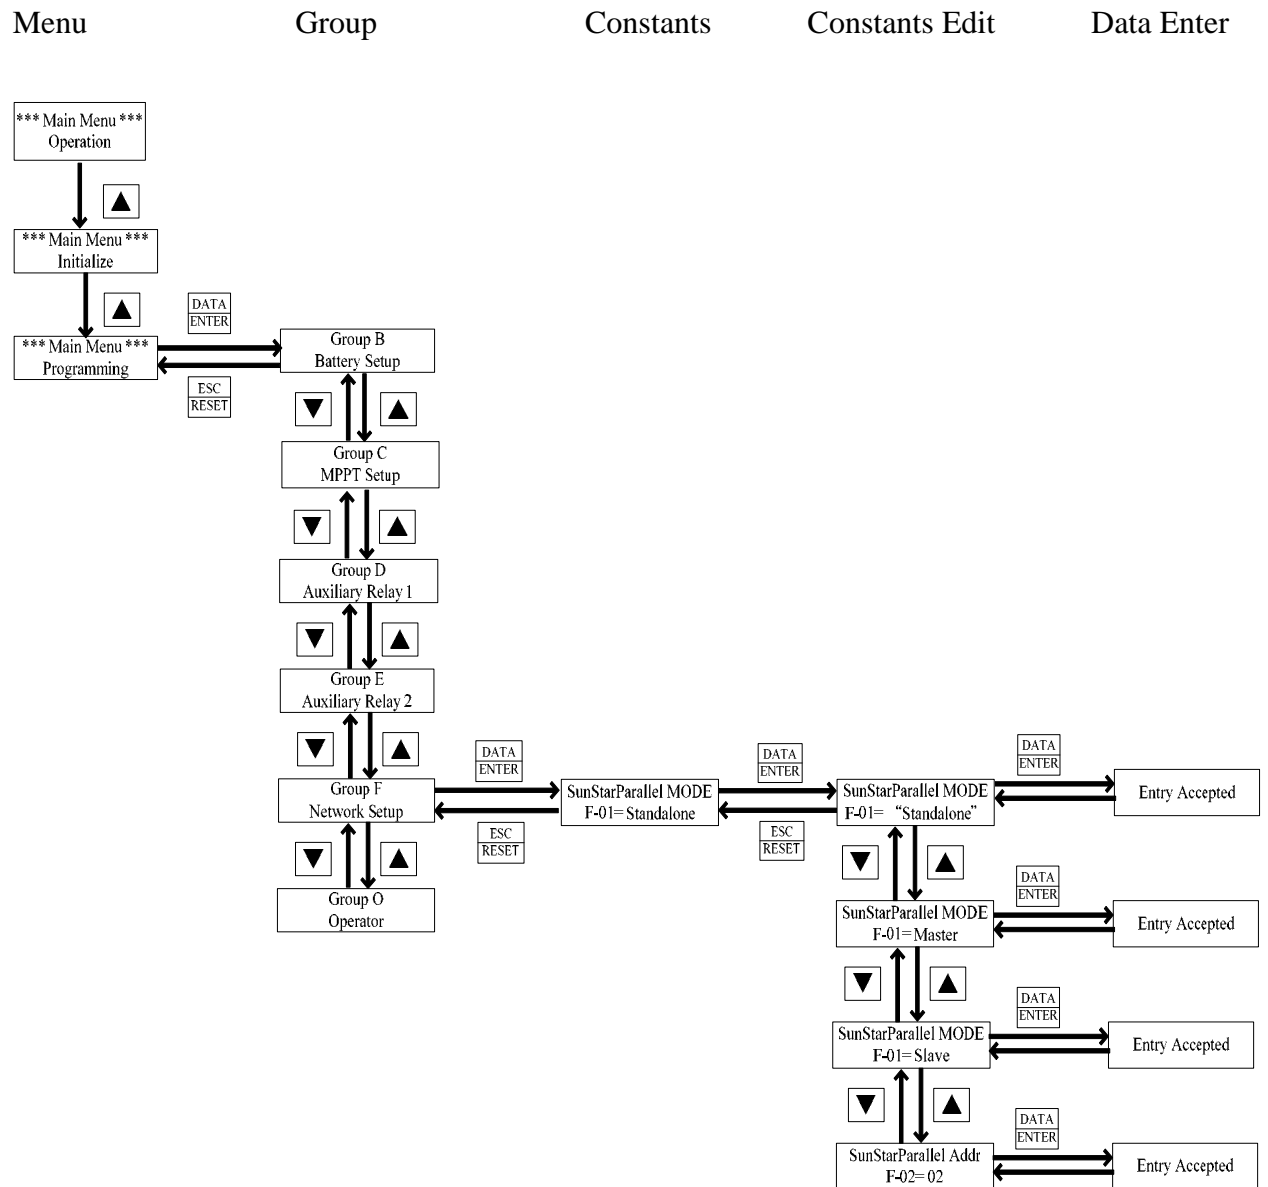 Menu Group Constants Constants Edit Data Enter
*** Main Menu ***
Operation
*** Main Menu ***
Initialize
*** Main Menu ***
Programming
DATA
ENTER
ESC
RESET
Group B
Battery Setup
Group C
MPPT Setup
Group D
Auxiliary Relay 1
Group E
Auxiliary Relay 2
Group F
Network Setup
Group O
Operator
DATA
ENTER
ESC
RESET
SunStarParallel MODE
F-01= Standalone
DATA
ENTER
ESC
RESET
SunStarParallel MODE
F-01= “Standalone”
DATA
ENTER
Entry Accepted
SunStarParallel MODE
F-01=Master
DATA
ENTER
Entry Accepted
SunStarParallel MODE
F-01=Slave
DATA
ENTER
Entry Accepted
SunStarParallel Addr
F-02= 02
DATA
ENTER
Entry Accepted